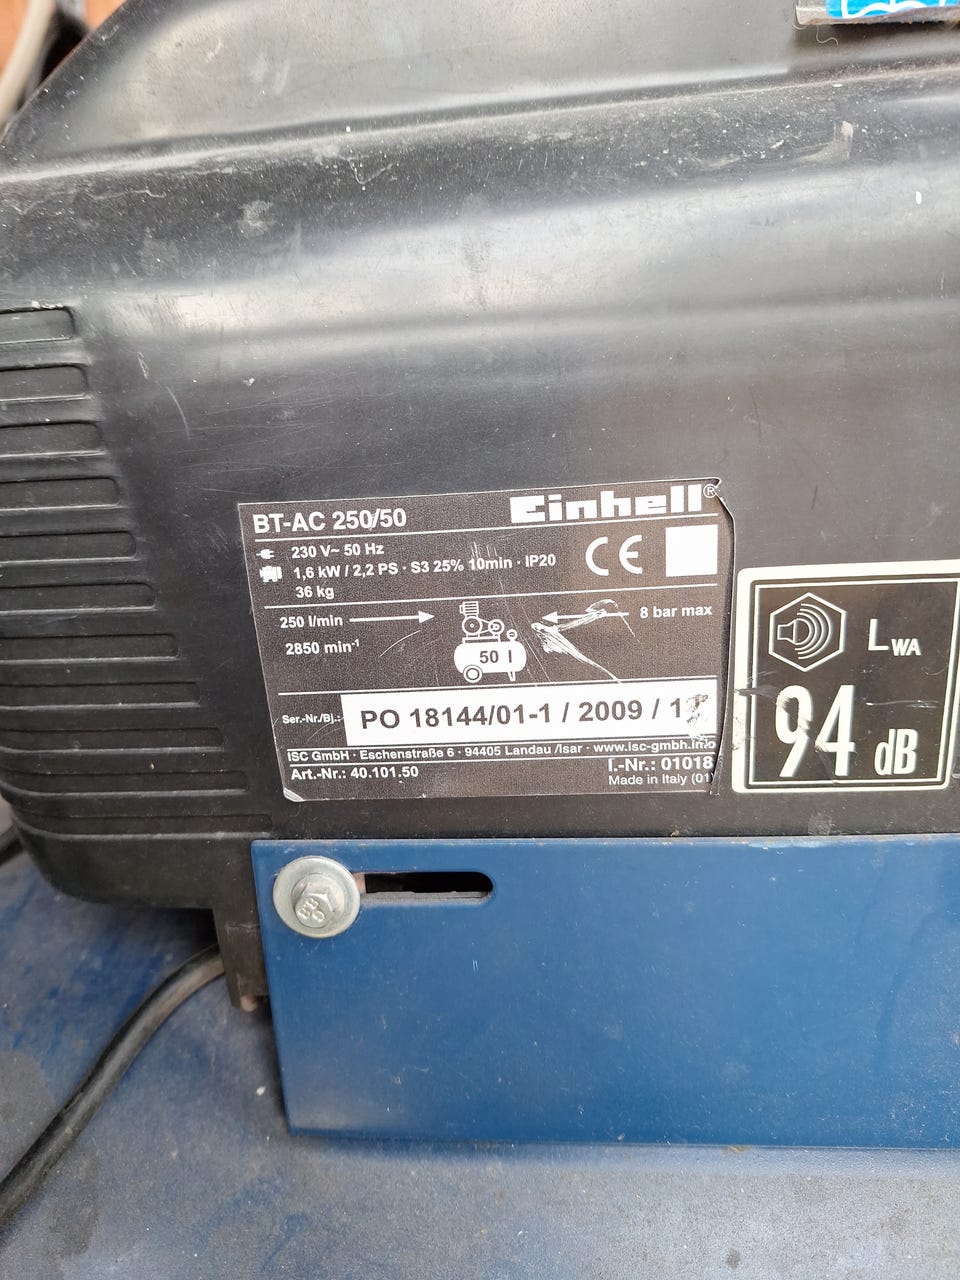 BT-AC 250/50 Einhell®
230 V~ 50 Hz
1,6 kW / 2,2 PS · S3 25% 10min · IP20
CE
36 kg
250 l/min
8 bar max
2850 min⁻¹
50 l
Ser.-Nr./Bj.: PO 18144/01-1 / 2009 / 1
ISC GmbH · Eschenstraße 6 · 94405 Landau /Isar · www.isc-gmbh.info
Art.-Nr.: 40.101.50 I.-Nr.: 01018
Made in Italy (01)
LWA
94 dB
8.8